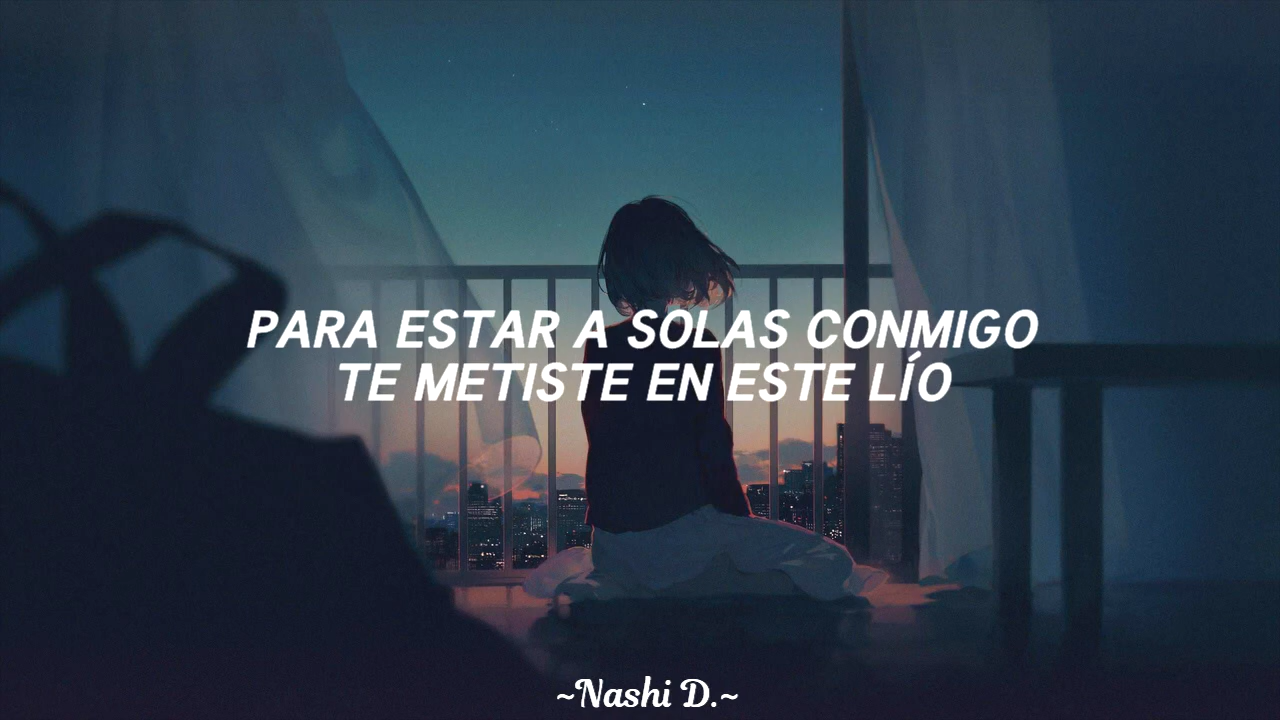 PARA ESTAR A SOLAS CONMIGO
TE METISTE EN ESTE LÍO
~Nashi D.~